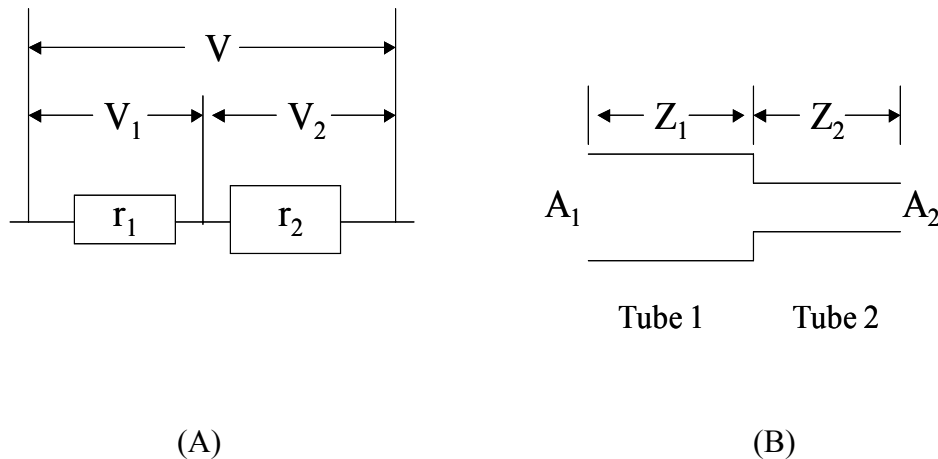 V
V₁ V₂
r₁ r₂
Z₁ Z₂
A₁ A₂
Tube 1 Tube 2
(A) (B)